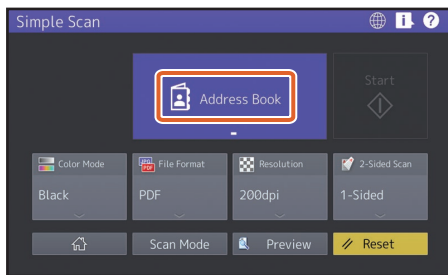 Simple Scan
Address Book
Start
Color Mode
File Format
Resolution
2-Sided Scan
Black
PDF
200dpi
1-Sided
Scan Mode
Preview
Reset